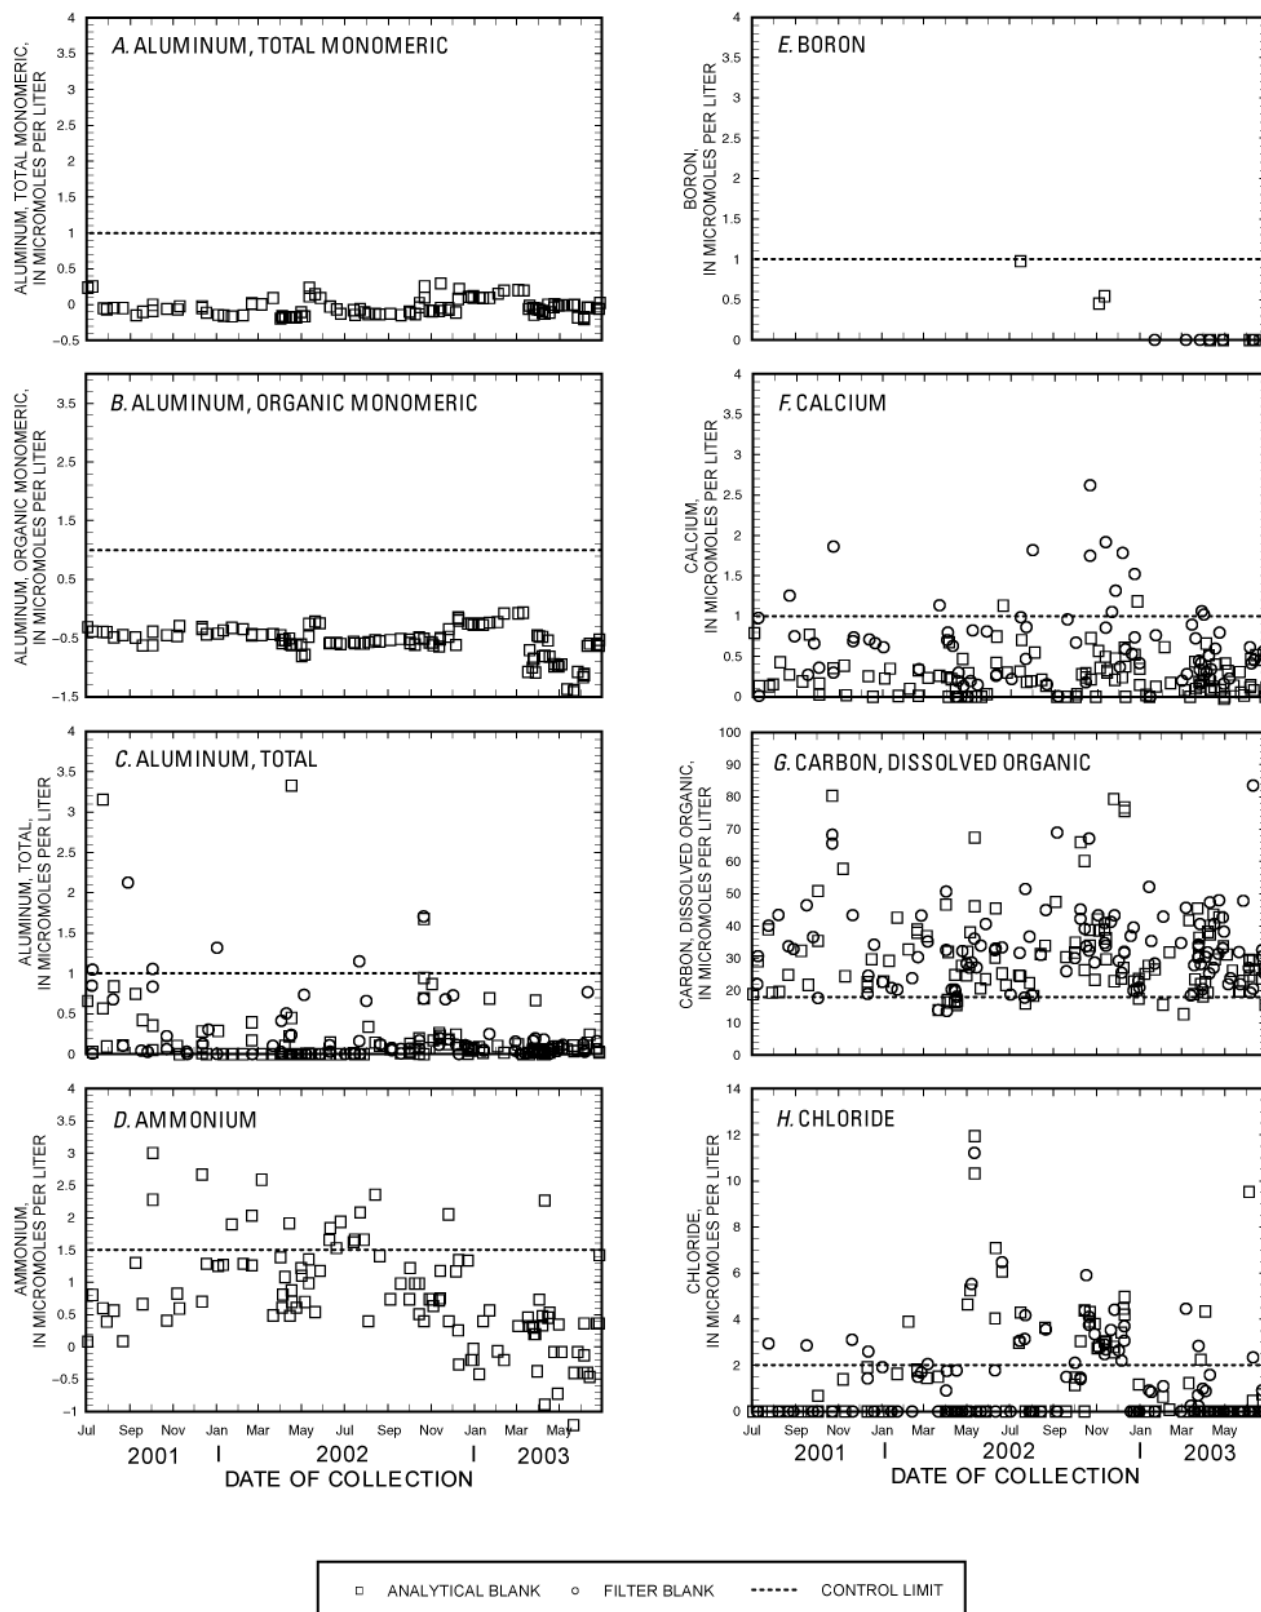 A. ALUMINUM, TOTAL MONOMERIC
ALUMINUM, TOTAL MONOMERIC,
IN MICROMOLES PER LITER
4
3.5
3
2.5
2
1.5
1
0.5
0
−0.5
B. ALUMINUM, ORGANIC MONOMERIC
ALUMINUM, ORGANIC MONOMERIC,
IN MICROMOLES PER LITER
3.5
2.5
1.5
0.5
−0.5
−1.5
C. ALUMINUM, TOTAL
ALUMINUM, TOTAL,
IN MICROMOLES PER LITER
4
3.5
3
2.5
2
1.5
1
0.5
0
D. AMMONIUM
AMMONIUM,
IN MICROMOLES PER LITER
4
3.5
3
2.5
2
1.5
1
0.5
0
−0.5
−1
Jul Sep Nov Jan Mar May Jul Sep Nov Jan Mar May
2001 2002 2003
DATE OF COLLECTION
E. BORON
BORON,
IN MICROMOLES PER LITER
4
3.5
3
2.5
2
1.5
1
0.5
0
F. CALCIUM
CALCIUM,
IN MICROMOLES PER LITER
4
3.5
3
2.5
2
1.5
1
0.5
0
G. CARBON, DISSOLVED ORGANIC
CARBON, DISSOLVED ORGANIC,
IN MICROMOLES PER LITER
100
90
80
70
60
50
40
30
20
10
0
H. CHLORIDE
CHLORIDE,
IN MICROMOLES PER LITER
14
12
10
8
6
4
2
0
Jul Sep Nov Jan Mar May Jul Sep Nov Jan Mar May
2001 2002 2003
DATE OF COLLECTION
ANALYTICAL BLANK FILTER BLANK CONTROL LIMIT